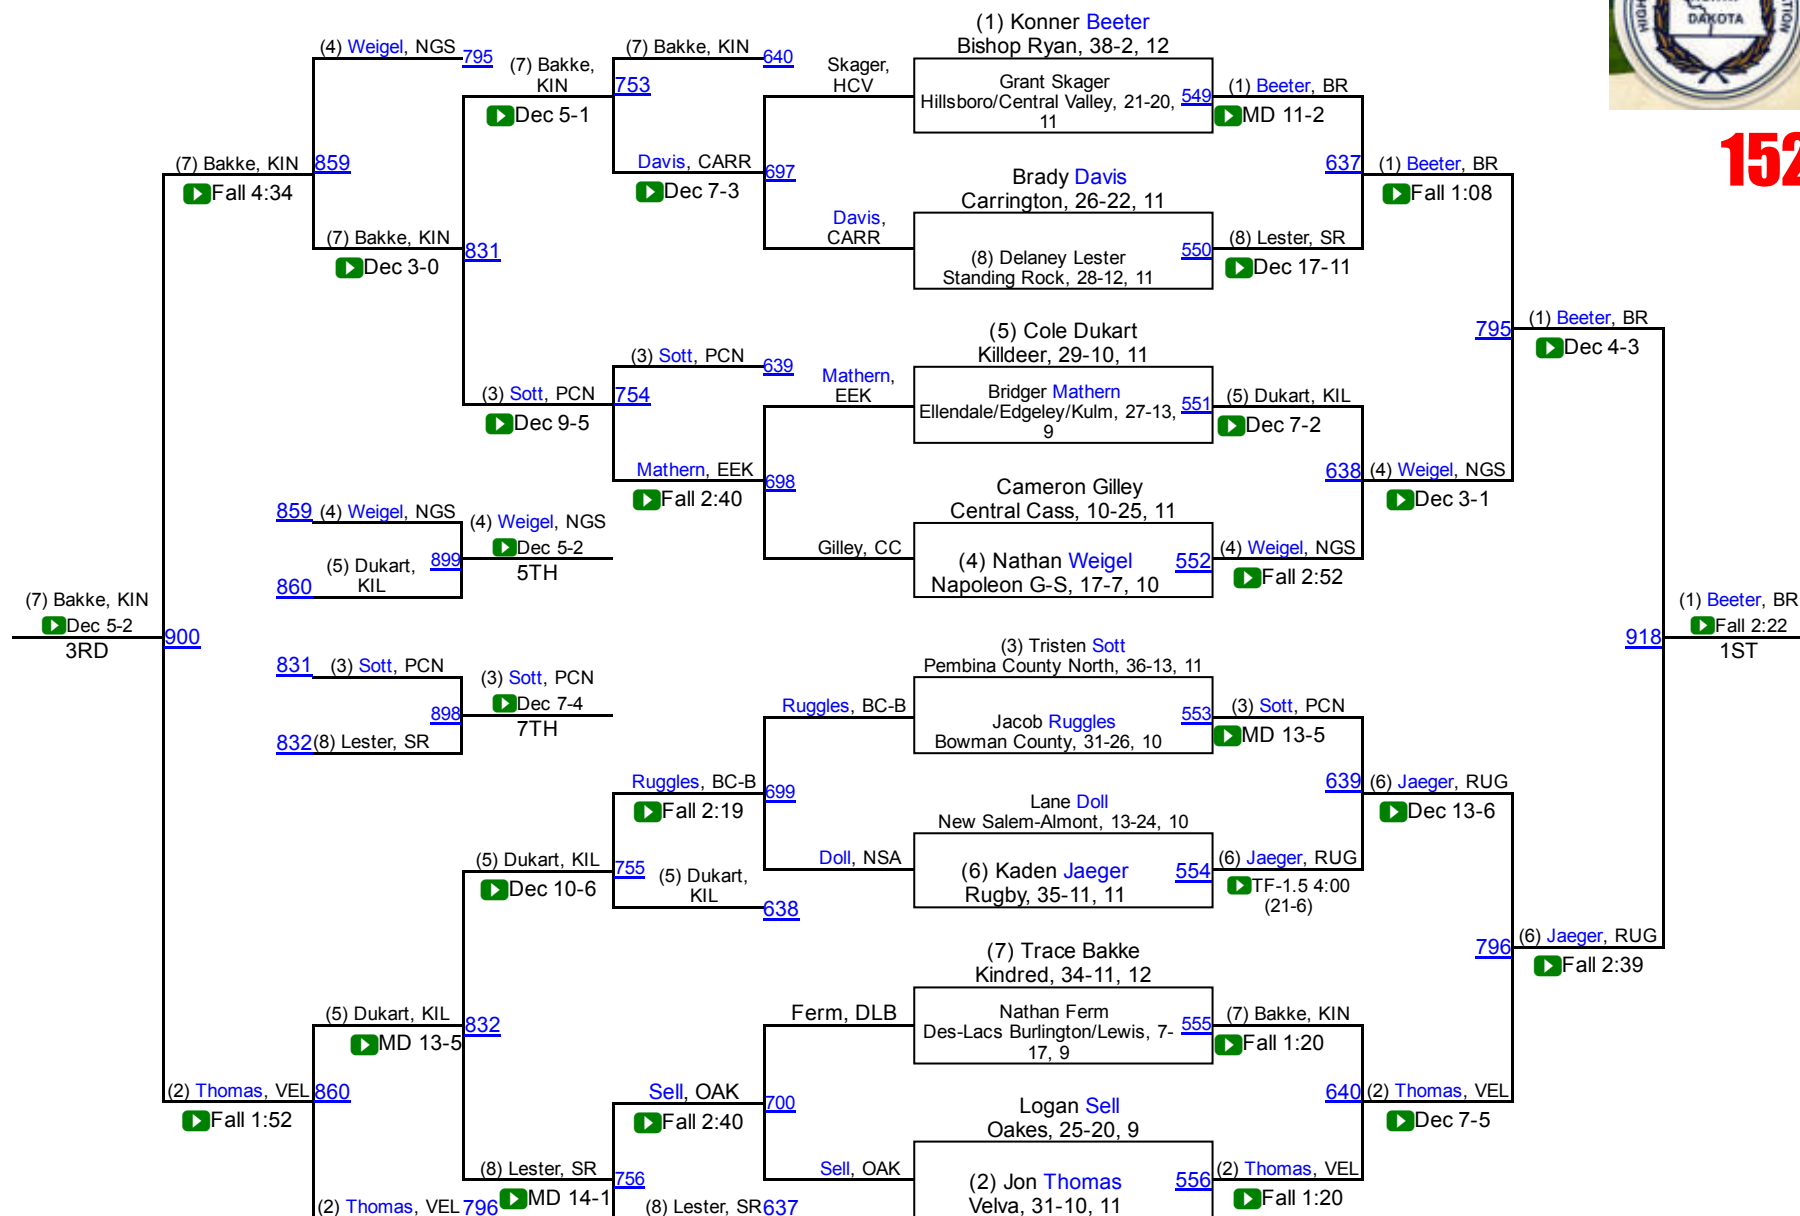 DAKOTA
152
(1) Konner Beeter
Bishop Ryan, 38-2, 12
Grant Skager
Hillsboro/Central Valley, 21-20,
11
549
Brady Davis
Carrington, 26-22, 11
(8) Delaney Lester
Standing Rock, 28-12, 11
550
(5) Cole Dukart
Killdeer, 29-10, 11
Bridger Mathern
Ellendale/Edgeley/Kulm, 27-13,
9
551
Cameron Gilley
Central Cass, 10-25, 11
(4) Nathan Weigel
Napoleon G-S, 17-7, 10
552
(3) Tristen Sott
Pembina County North, 36-13, 11
Jacob Ruggles
Bowman County, 31-26, 10
553
Lane Doll
New Salem-Almont, 13-24, 10
(6) Kaden Jaeger
Rugby, 35-11, 11
554
(7) Trace Bakke
Kindred, 34-11, 12
Nathan Ferm
Des-Lacs Burlington/Lewis, 7-
17, 9
555
Logan Sell
Oakes, 25-20, 9
(2) Jon Thomas
Velva, 31-10, 11
556
(1) Beeter, BR
MD 11-2
637
(8) Lester, SR
Dec 17-11
(5) Dukart, KIL
Dec 7-2
638
(4) Weigel, NGS
Fall 2:52
(3) Sott, PCN
MD 13-5
639
(6) Jaeger, RUG
TF-1.5 4:00
(21-6)
(7) Bakke, KIN
Fall 1:20
640
(2) Thomas, VEL
Fall 1:20
(1) Beeter, BR
Fall 1:08
795
(4) Weigel, NGS
Dec 3-1
(6) Jaeger, RUG
Dec 13-6
796
(2) Thomas, VEL
Dec 7-5
(1) Beeter, BR
Dec 4-3
918
(6) Jaeger, RUG
Fall 2:39
(1) Beeter, BR
Fall 2:22
1ST
Skager,
HCV
697
Davis,
CARR
Mathern,
EEK
698
Gilley, CC
Ruggles, BC-B
699
Doll, NSA
Ferm, DLB
700
Sell, OAK
(7) Bakke, KIN
640
753
Davis, CARR
Dec 7-3
(3) Sott, PCN
639
754
Mathern, EEK
Fall 2:40
Ruggles, BC-B
Fall 2:19
755
(5) Dukart,
KIL
638
Sell, OAK
Fall 2:40
756
(8) Lester, SR
637
(7) Bakke,
KIN
Dec 5-1
831
(3) Sott, PCN
Dec 9-5
(5) Dukart, KIL
Dec 10-6
832
(8) Lester, SR
MD 14-1
(4) Weigel, NGS
795
859
(7) Bakke, KIN
Dec 3-0
(5) Dukart, KIL
MD 13-5
860
(2) Thomas, VEL
796
(7) Bakke, KIN
Fall 4:34
900
(2) Thomas, VEL
Fall 1:52
(7) Bakke, KIN
Dec 5-2
3RD
859
(4) Weigel, NGS
899
860
(5) Dukart,
KIL
(4) Weigel, NGS
Dec 5-2
5TH
831
(3) Sott, PCN
898
832
(8) Lester, SR
(3) Sott, PCN
Dec 7-4
7TH